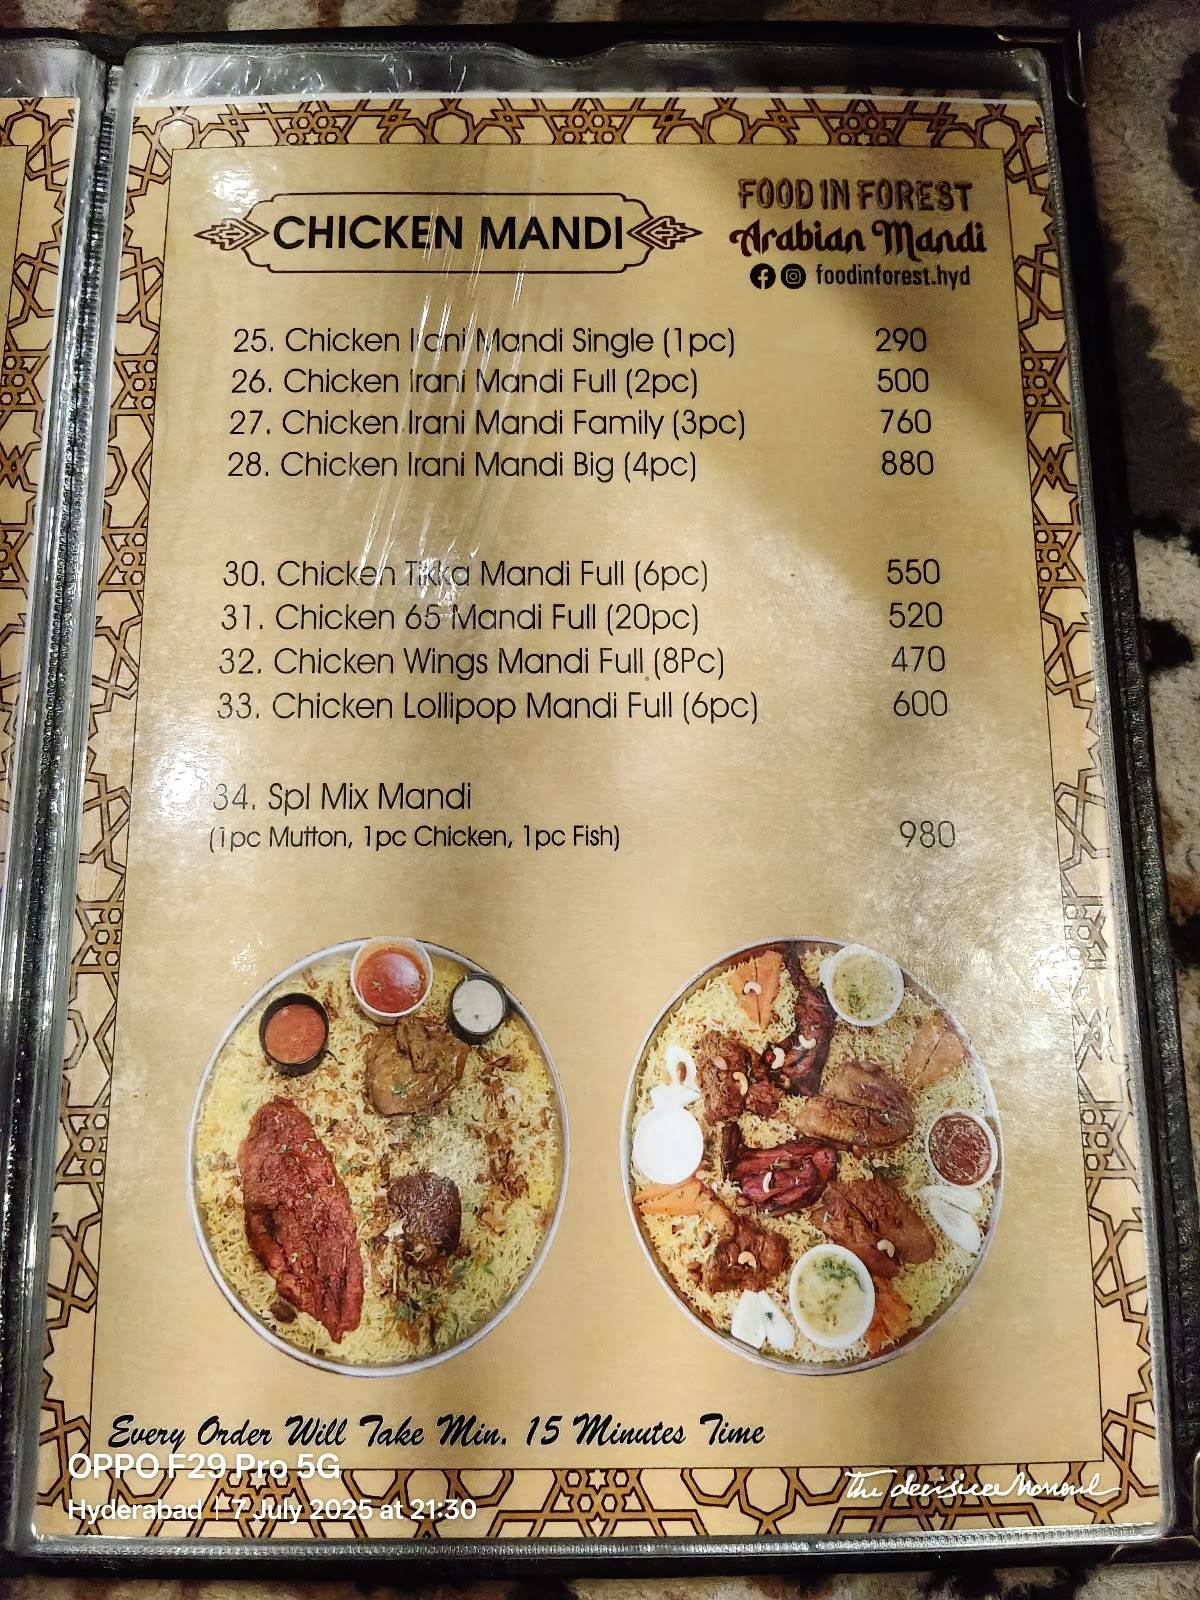 CHICKEN MANDI
FOOD IN FOREST
Arabian Mandi
foodinforest.hyd
25. Chicken Irani Mandi Single (1pc) 290
26. Chicken Irani Mandi Full (2pc) 500
27. Chicken Irani Mandi Family (3pc) 760
28. Chicken Irani Mandi Big (4pc) 880
30. Chicken Tikka Mandi Full (6pc) 550
31. Chicken 65 Mandi Full (20pc) 520
32. Chicken Wings Mandi Full (8Pc) 470
33. Chicken Lollipop Mandi Full (6pc) 600
34. Spl Mix Mandi
(1pc Mutton, 1pc Chicken, 1pc Fish) 980
Every Order Will Take Min. 15 Minutes Time
OPPO F29 Pro 5G
Hyderabad | 7 July 2025 at 21:30
The decisive Moment